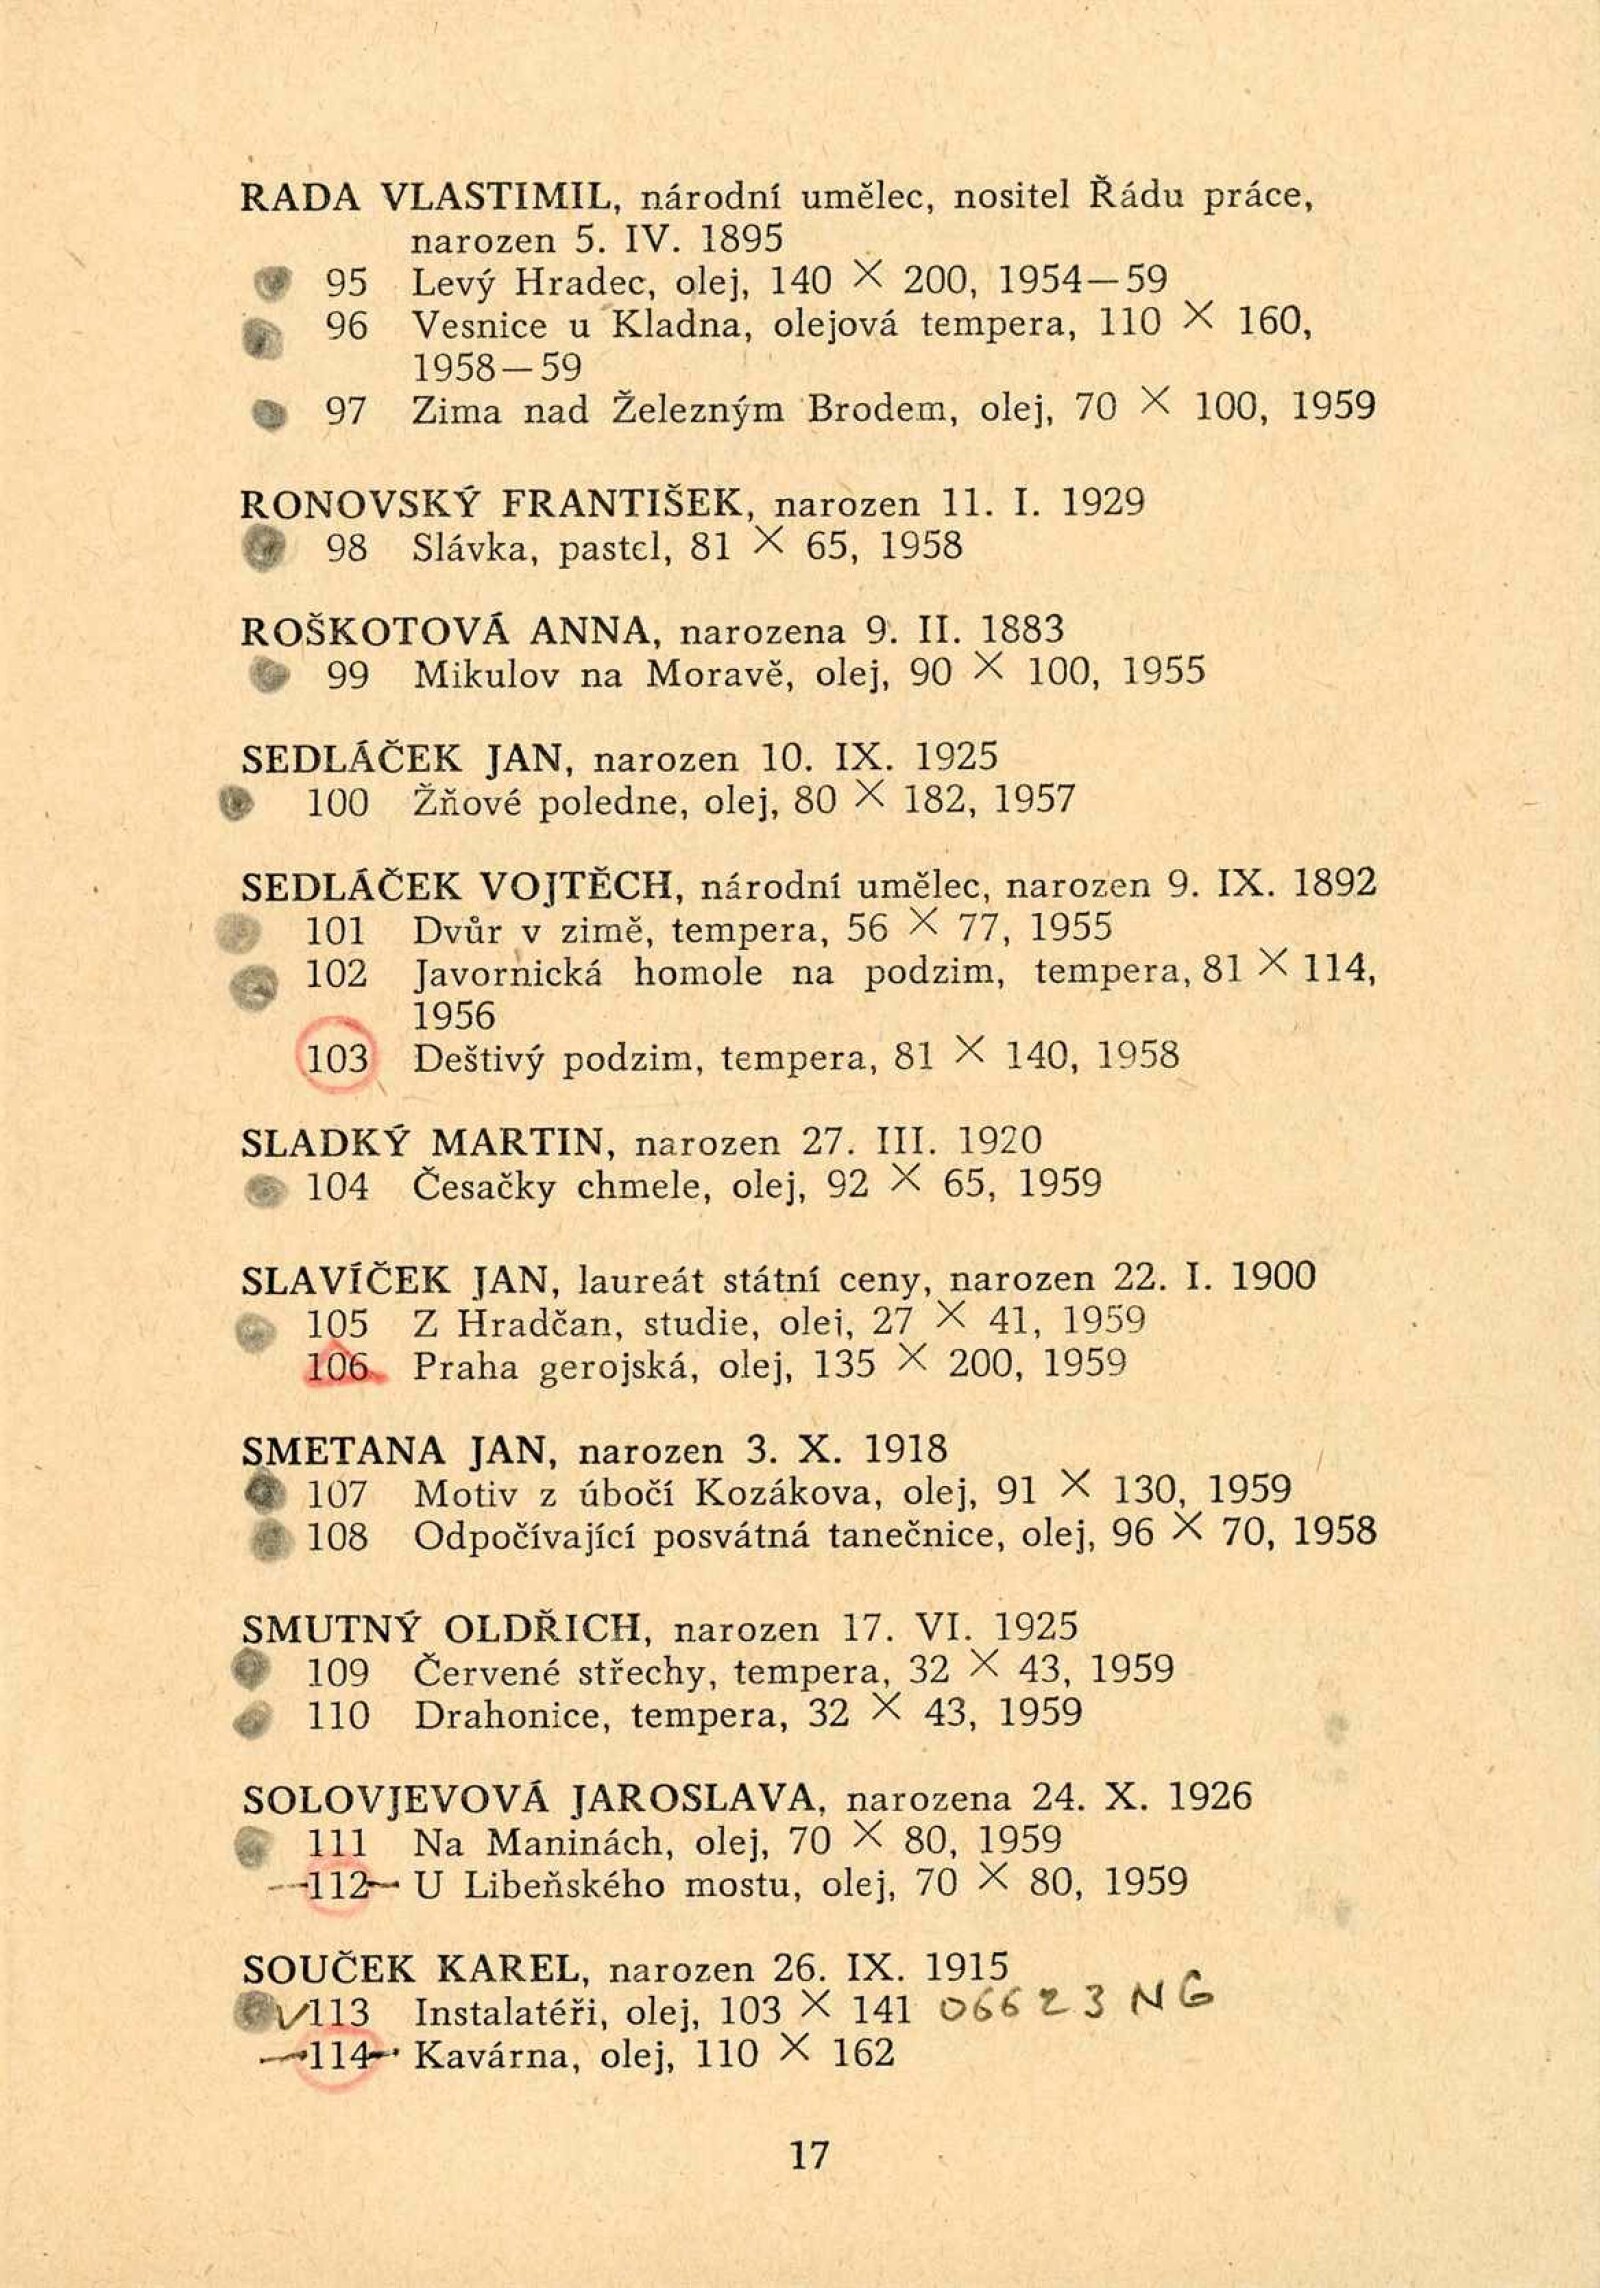 RADA VLASTIMIL, národní umělec, nositel Řádu práce,
narozen 5. IV. 1895
95 Levý Hradec, olej, 140 × 200, 1954—59
96 Vesnice u Kladna, olejová tempera, 110 × 160,
1958—59
97 Zima nad Železným Brodem, olej, 70 × 100, 1959
RONOVSKÝ FRANTIŠEK, narozen 11. I. 1929
98 Slávka, pastel, 81 × 65, 1958
ROŠKOTOVÁ ANNA, narozena 9. II. 1883
99 Mikulov na Moravě, olej, 90 × 100, 1955
SEDLÁČEK JAN, narozen 10. IX. 1925
100 Žňové poledne, olej, 80 × 182, 1957
SEDLÁČEK VOJTĚCH, národní umělec, narozen 9. IX. 1892
101 Dvůr v zimě, tempera, 56 × 77, 1955
102 Javornická homole na podzim, tempera, 81 × 114,
1956
103 Deštivý podzim, tempera, 81 × 140, 1958
SLADKÝ MARTIN, narozen 27. III. 1920
104 Česačky chmele, olej, 92 × 65, 1959
SLAVÍČEK JAN, laureát státní ceny, narozen 22. I. 1900
105 Z Hradčan, studie, olej, 27 × 41, 1959
106 Praha gerojská, olej, 135 × 200, 1959
SMETANA JAN, narozen 3. X. 1918
107 Motiv z úbočí Kozákova, olej, 91 × 130, 1959
108 Odpočívající posvátná tanečnice, olej, 96 × 70, 1958
SMUTNÝ OLDŘICH, narozen 17. VI. 1925
109 Červené střechy, tempera, 32 × 43, 1959
110 Drahonice, tempera, 32 × 43, 1959
SOLOVJEVOVÁ JAROSLAVA, narozena 24. X. 1926
111 Na Maninách, olej, 70 × 80, 1959
112 U Libeňského mostu, olej, 70 × 80, 1959
SOUČEK KAREL, narozen 26. IX. 1915
113 Instalatéři, olej, 103 × 141 06623 NG
114 Kavárna, olej, 110 × 162
17